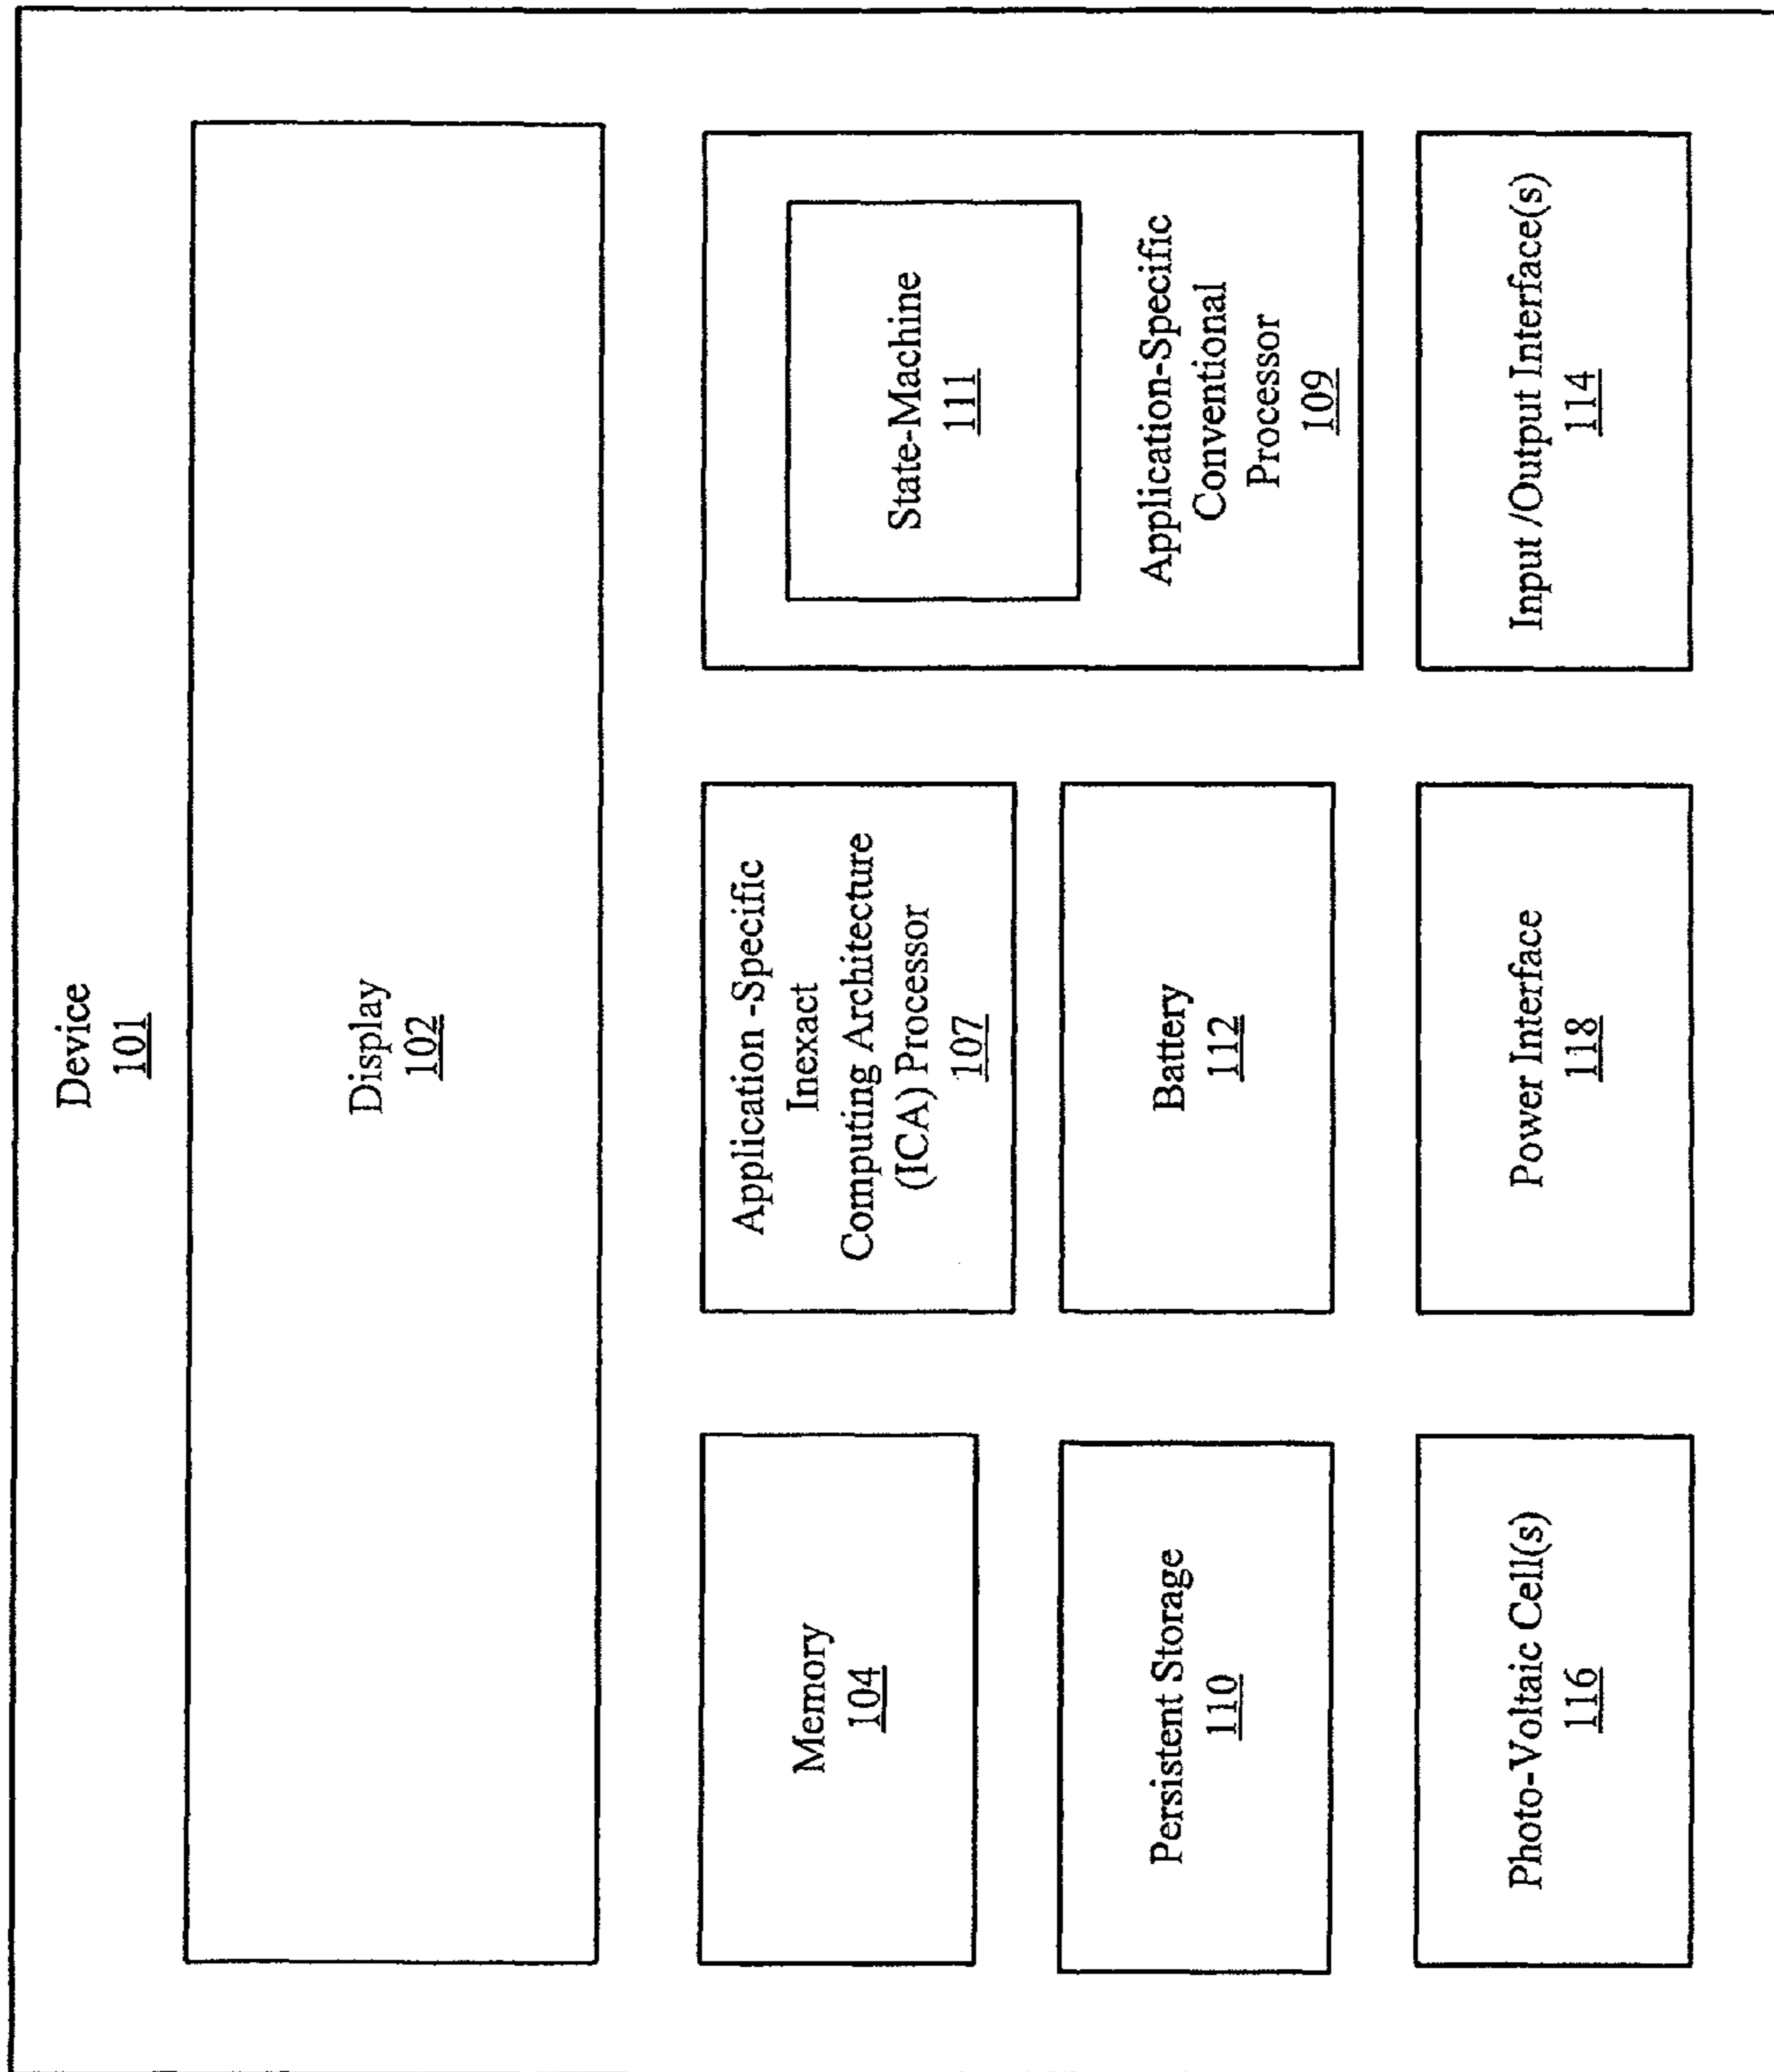 Device
101
Display
102
Memory
104
Application -Specific
Inexact
Computing Architecture
(ICA) Processor
107
State-Machine
111
Application-Specific
Conventional
Processor
109
Persistent Storage
110
Battery
112
Photo-Voltaic Cell(s)
116
Power Interface
118
Input /Output Interface(s)
114